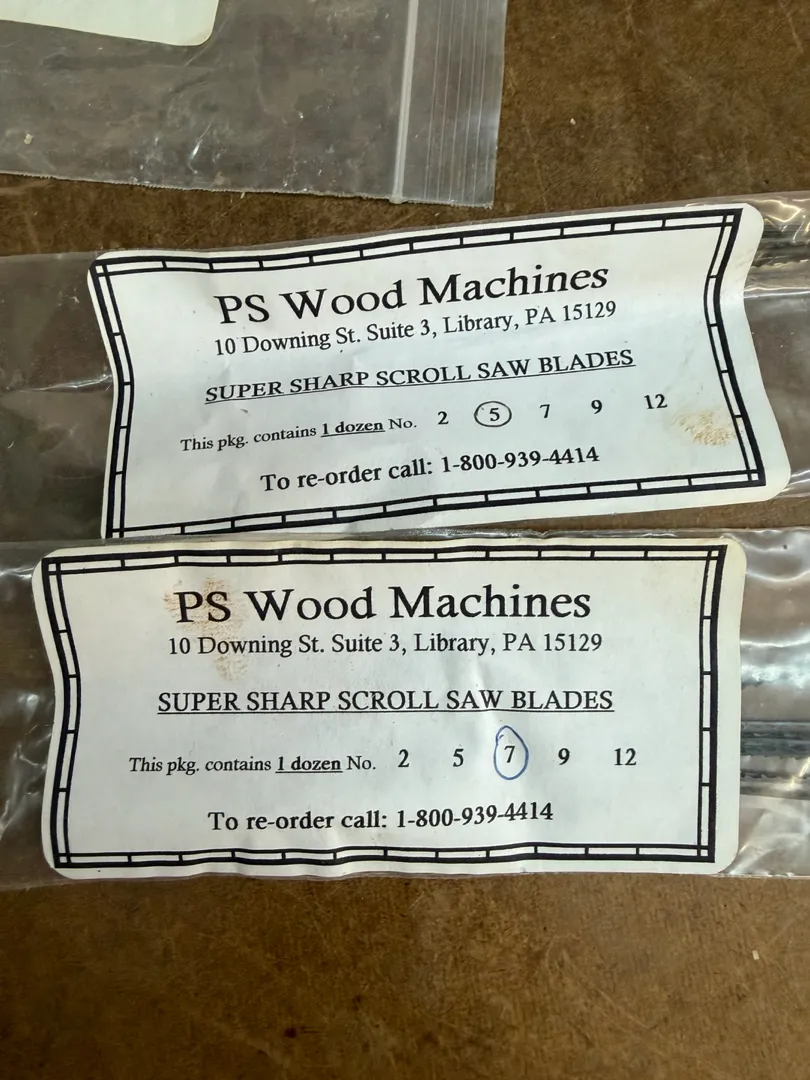 PS Wood Machines
10 Downing St. Suite 3, Library, PA 15129
SUPER SHARP SCROLL SAW BLADES
This pkg. contains 1 dozen No. 2 5 7 9 12
To re-order call: 1-800-939-4414
PS Wood Machines
10 Downing St. Suite 3, Library, PA 15129
SUPER SHARP SCROLL SAW BLADES
This pkg. contains 1 dozen No. 2 5 7 9 12
To re-order call: 1-800-939-4414